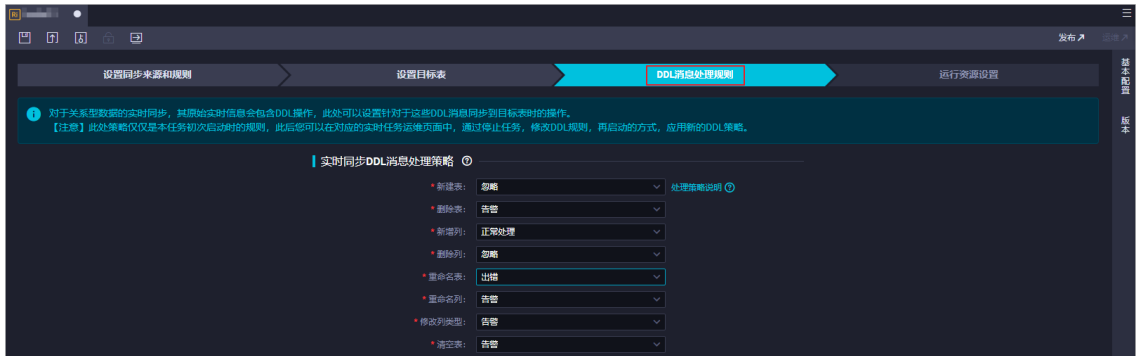 Ri
发布
运维
设置同步来源和规则
设置目标表
DDL消息处理规则
运行资源设置
基本配置
版本
对于关系型数据的实时同步，其原始实时信息会包含DDL操作，此处可以设置针对于这些DDL消息同步到目标表时的操作。
【注意】此处策略仅仅是本任务初次启动时的规则，此后您可以在对应的实时任务运维页面中，通过停止任务，修改DDL规则，再启动的方式，应用新的DDL策略。
实时同步DDL消息处理策略
* 新建表: 忽略 处理策略说明
* 删除表: 告警
* 新增列: 正常处理
* 删除列: 忽略
* 重命名表: 出错
* 重命名列: 告警
* 修改列类型: 告警
* 清空表: 告警